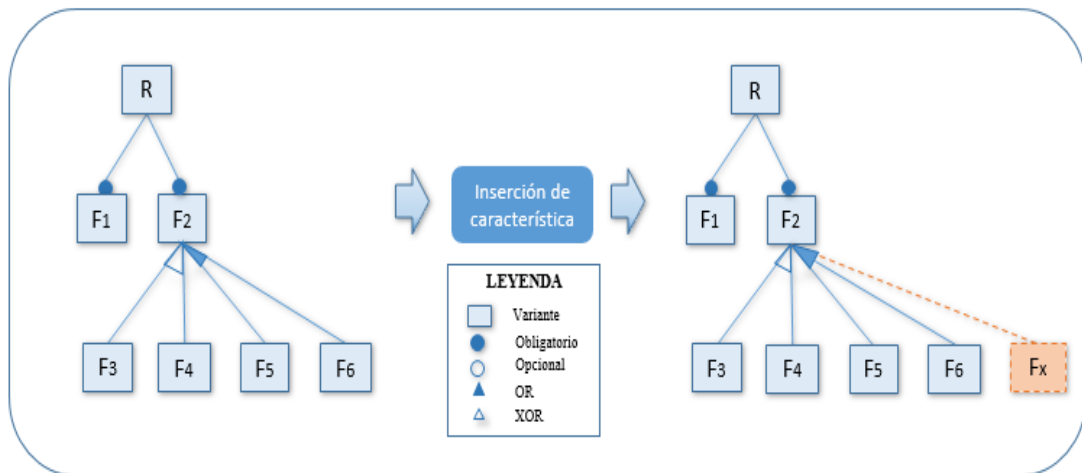 R
F1
F2
F3
F4
F5
F6
Inserción de
característica
LEYENDA
Variante
Obligatorio
Opcional
OR
XOR
R
F1
F2
F3
F4
F5
F6
Fx